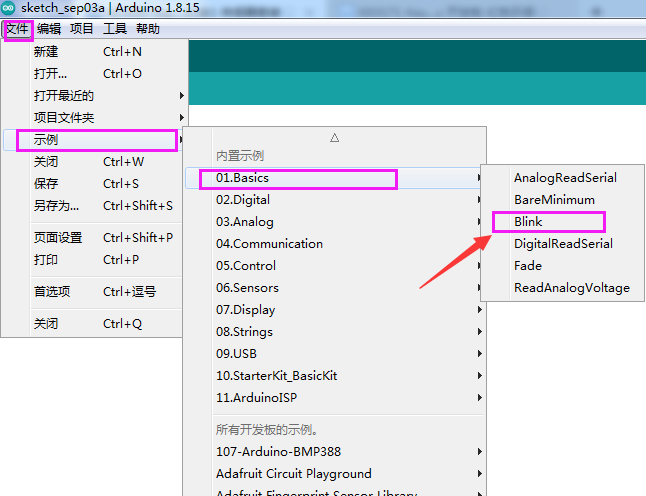 sketch_sep03a | Arduino 1.8.15
文件 编辑 项目 工具 帮助
新建 Ctrl+N
打开... Ctrl+O
打开最近的
项目文件夹
示例
关闭 Ctrl+W
保存 Ctrl+S
另存为... Ctrl+Shift+S
页面设置 Ctrl+Shift+P
打印 Ctrl+P
首选项 Ctrl+逗号
关闭 Ctrl+Q
内置示例
01.Basics
02.Digital
03.Analog
04.Communication
05.Control
06.Sensors
07.Display
08.Strings
09.USB
10.StarterKit_BasicKit
11.ArduinoISP
所有开发板的示例。
107-Arduino-BMP388
Adafruit Circuit Playground
Adafruit Fingerprint Sensor Library
AnalogReadSerial
BareMinimum
Blink
DigitalReadSerial
Fade
ReadAnalogVoltage